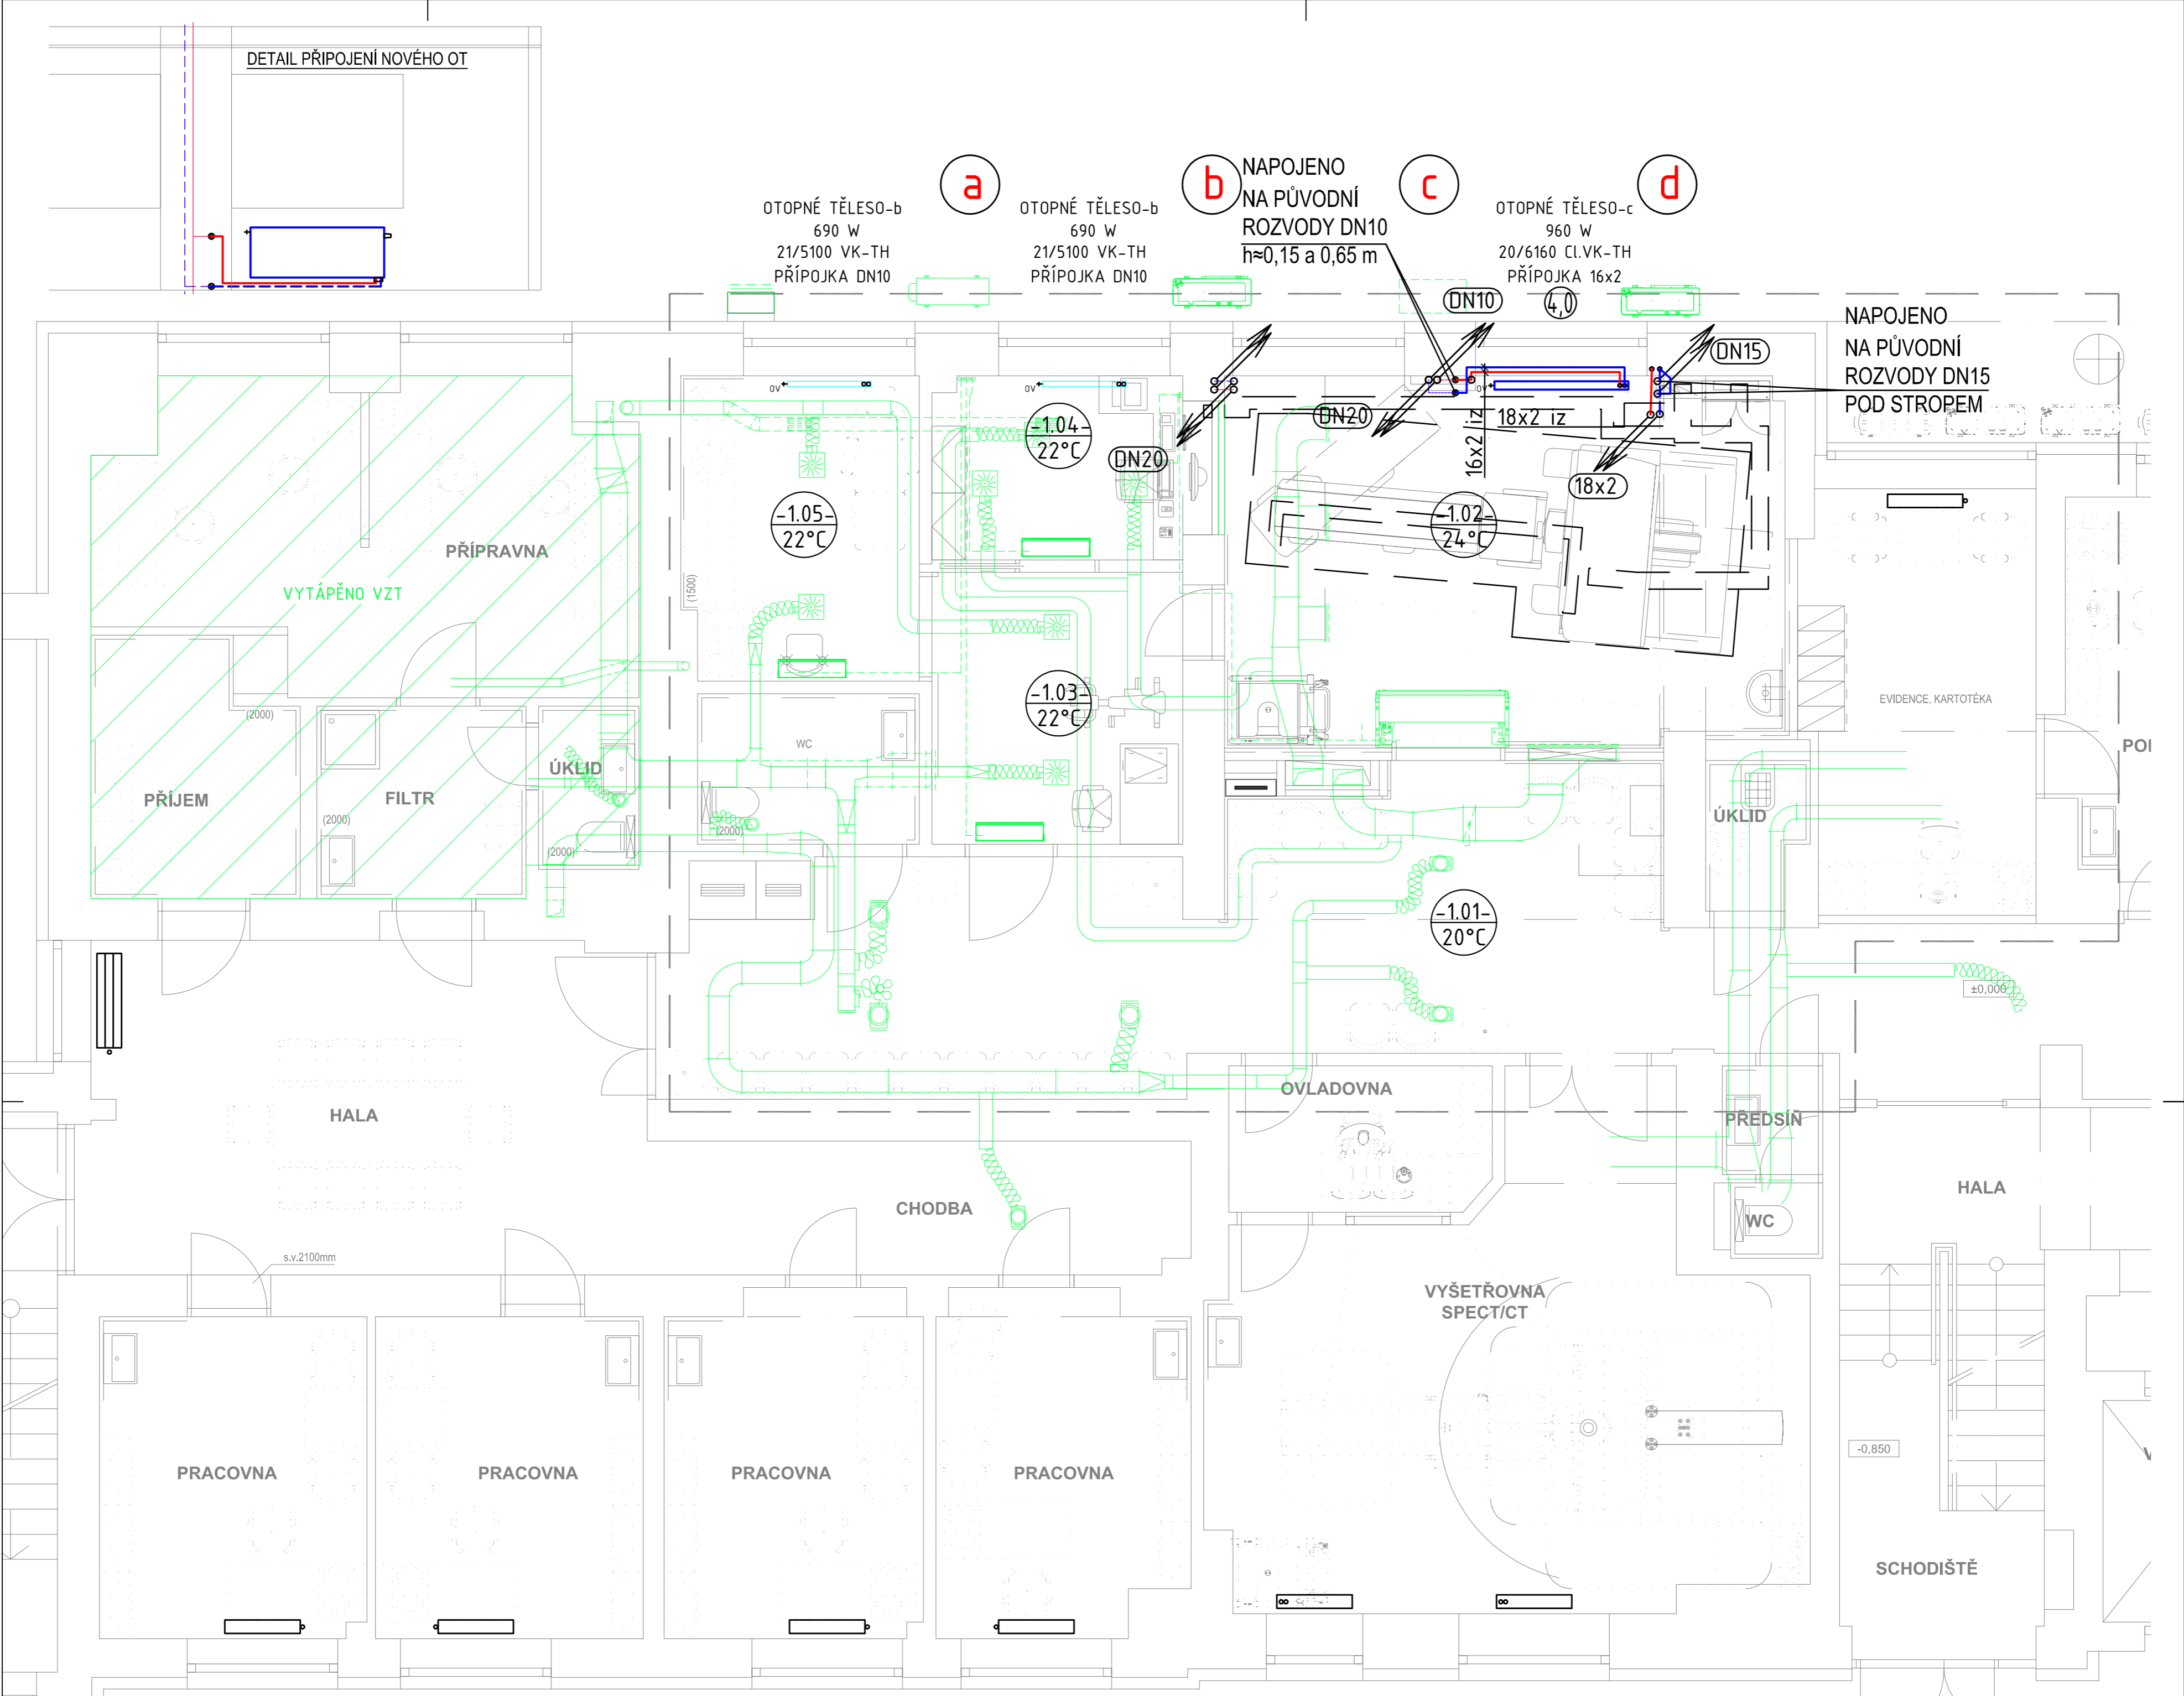 DETAIL PŘIPOJENÍ NOVÉHO OT
a
b
c
d
OTOPNÉ TĚLESO-b
690 W
21/5100 VK-TH
PŘÍPOJKA DN10
OTOPNÉ TĚLESO-b
690 W
21/5100 VK-TH
PŘÍPOJKA DN10
NAPOJENO
NA PŮVODNÍ
ROZVODY DN10
h≈0,15 a 0,65 m
OTOPNÉ TĚLESO-c
960 W
20/6160 Cl.VK-TH
PŘÍPOJKA 16x2
4,0
DN10
NAPOJENO
NA PŮVODNÍ
ROZVODY DN15
POD STROPEM
DN15
OV
OV
OV
DN20
DN20
18x2 iz
16x2 iz
18x2
-1.04-
22°C
-1.05-
22°C
-1.02-
24°C
PŘÍPRAVNA
VYTÁPĚNO VZT
(1500)
-1.03-
22°C
EVIDENCE, KARTOTÉKA
(2000)
WC
ÚKLID
PŘÍJEM
FILTR
(2000)
(2000)
(2000)
ÚKLID
-1.01-
20°C
±0,000
HALA
OVLADOVNA
PŘEDSÍŇ
CHODBA
HALA
WC
s.v.2100mm
VYŠETŘOVNA
SPECT/CT
-0,850
PRACOVNA
PRACOVNA
PRACOVNA
PRACOVNA
SCHODIŠTĚ